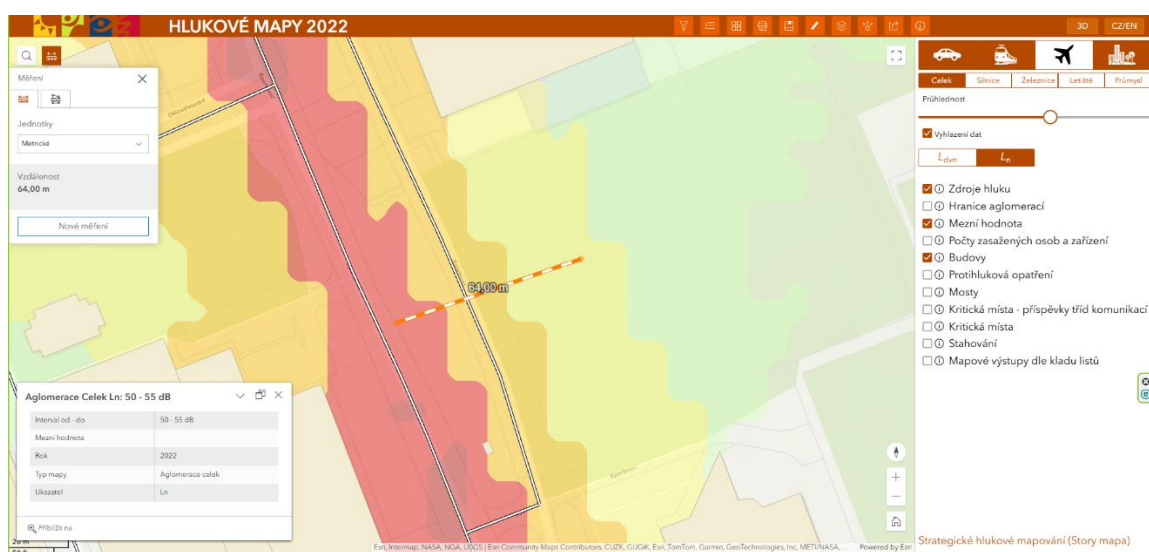 HLUKOVÉ MAPY 2022
3D
CZ/EN
Měření
Jednotky
Metrické
Vzdálenost
64,00 m
Nové měření
64,00 m
Sportovní
Celek
Silnice
Železnice
Letiště
Průmysl
Průhlednost
Vyhlazení dat
Ldvn
Ln
Zdroje hluku
Hranice aglomerací
Mezní hodnota
Počty zasažených osob a zařízení
Budovy
Protihluková opatření
Mosty
Kritická místa - příspěvky tříd komunikací
Kritická místa
Stahování
Mapové výstupy dle kladu listů
Aglomerace Celek Ln: 50 - 55 dB
Interval od - do 50 - 55 dB
Mezní hodnota
Rok 2022
Typ mapy Aglomerace celek
Ukazatel Ln
Přiblížit na
20 m
Esri, Intermap, NASA, NGA, USGS | Esri Community Maps Contributors, CUZK, GUGiK, Esri, TomTom, Garmin, GeoTechnologies, Inc, METI/NASA, ...
Powered by Esri
Strategické hlukové mapování (Story mapa)